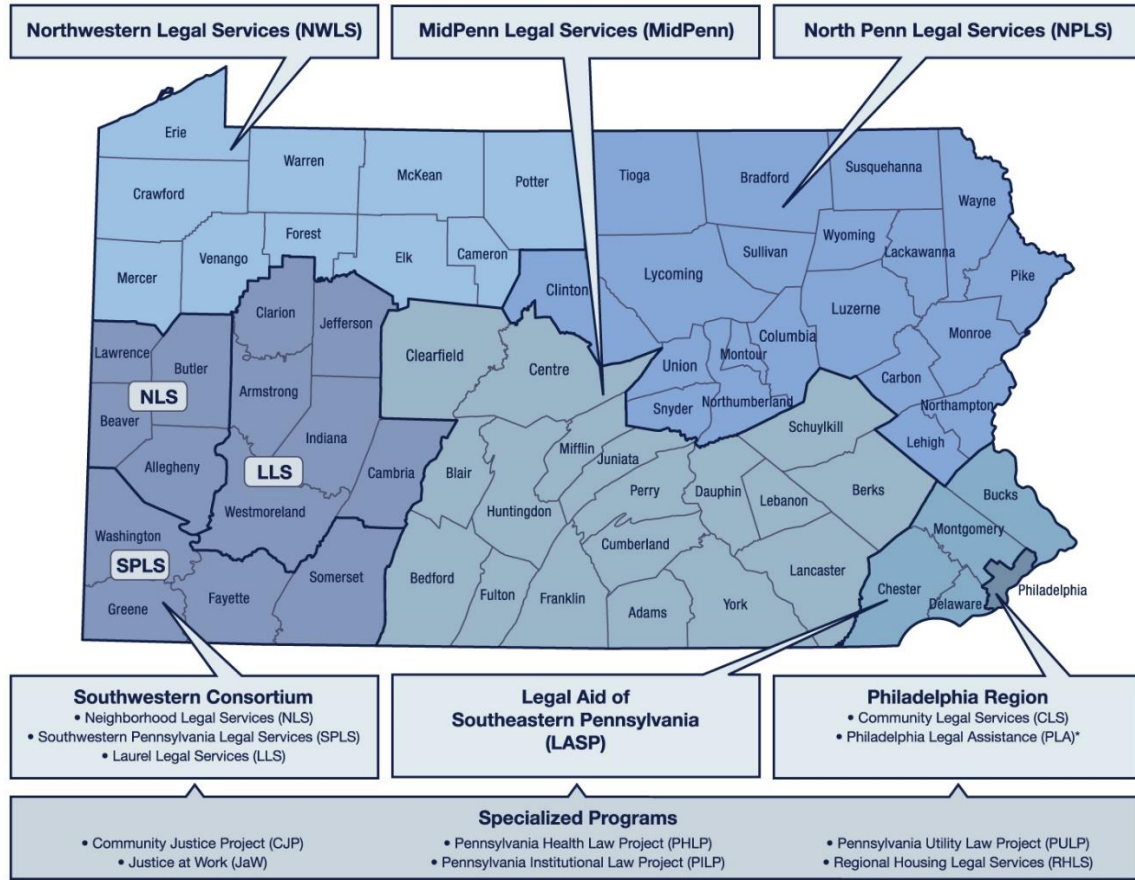 Northwestern Legal Services (NWLS)
MidPenn Legal Services (MidPenn)
North Penn Legal Services (NPLS)
Erie
Warren
McKean
Potter
Tioga
Bradford
Susquehanna
Wayne
Crawford
Forest
Wyoming
Lackawanna
Mercer
Venango
Elk
Cameron
Lycoming
Sullivan
Pike
Clinton
Clarion
Jefferson
Luzerne
Monroe
Lawrence
Butler
Clearfield
Centre
Union
Montour
Columbia
Carbon
NLS
Armstrong
Snyder
Northumberland
Northampton
Beaver
Indiana
Mifflin
Schuylkill
Lehigh
Allegheny
LLS
Cambria
Blair
Juniata
Westmoreland
Huntingdon
Perry
Dauphin
Lebanon
Berks
Bucks
Washington
Cumberland
Montgomery
SPLS
Somerset
Bedford
Lancaster
Greene
Fayette
Fulton
Franklin
Adams
York
Chester
Delaware
Philadelphia
Southwestern Consortium
• Neighborhood Legal Services (NLS)
• Southwestern Pennsylvania Legal Services (SPLS)
• Laurel Legal Services (LLS)
Legal Aid of
Southeastern Pennsylvania
(LASP)
Philadelphia Region
• Community Legal Services (CLS)
• Philadelphia Legal Assistance (PLA)*
Specialized Programs
• Community Justice Project (CJP)
• Justice at Work (JaW)
• Pennsylvania Health Law Project (PHLP)
• Pennsylvania Institutional Law Project (PILP)
• Pennsylvania Utility Law Project (PULP)
• Regional Housing Legal Services (RHLS)